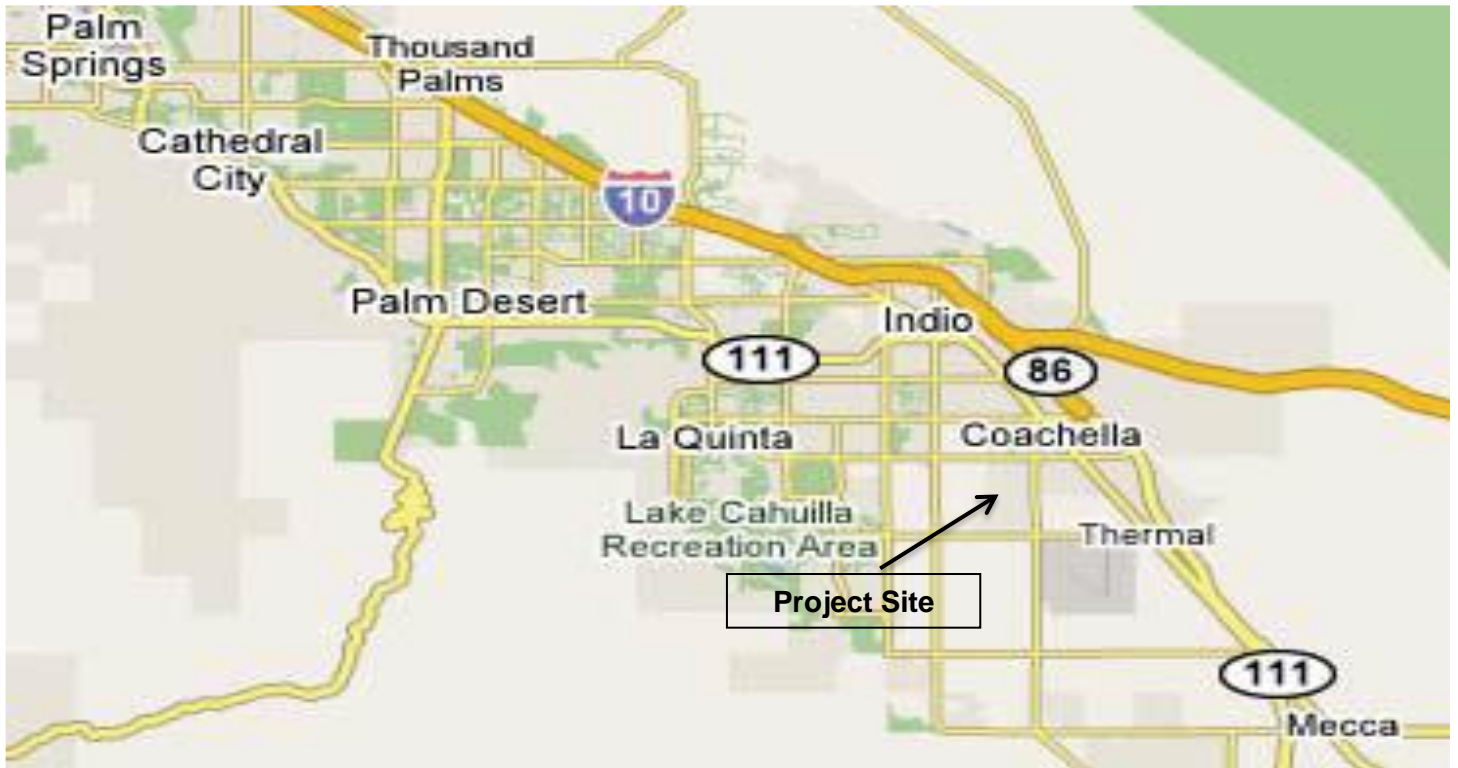 Palm
Springs
Thousand
Palms
Cathedral
City
10
Palm Desert
Indio
111
86
La Quinta
Coachella
Lake Cahuilla
Recreation Area
Thermal
Project Site
111
Mecca